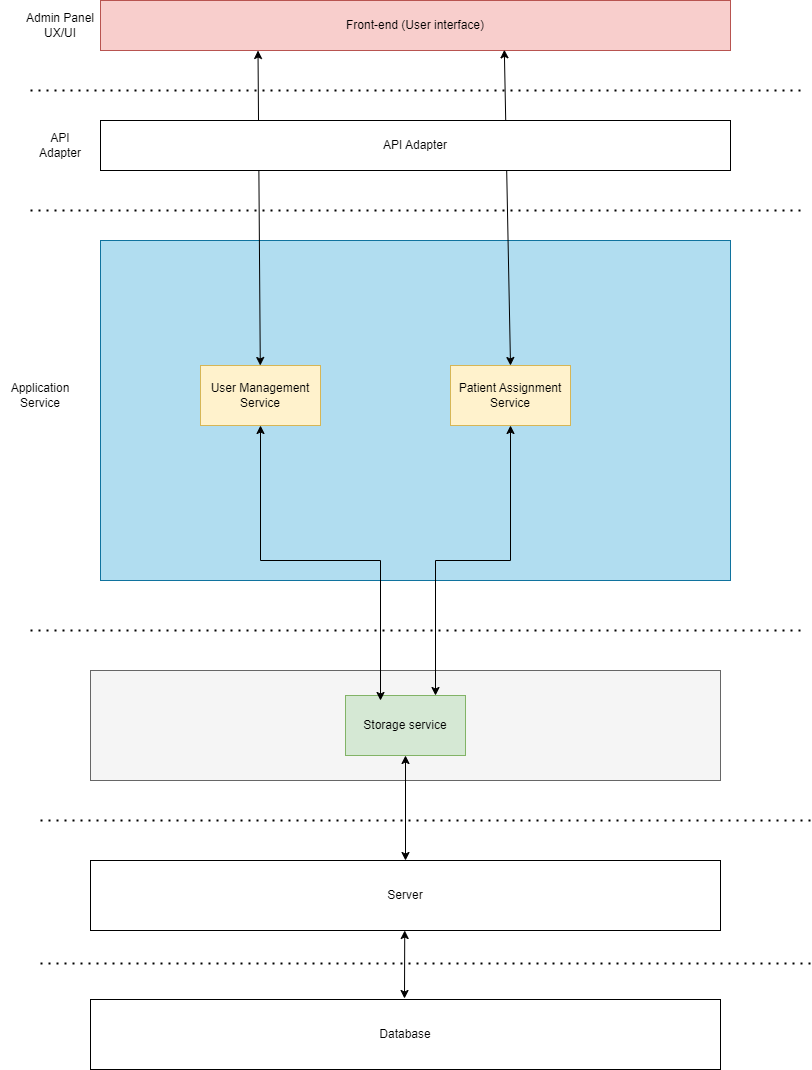 Admin Panel
UX/UI
Front-end (User interface)
API
Adapter
API Adapter
Application
Service
User Management
Service
Patient Assignment
Service
Storage service
Server
Database